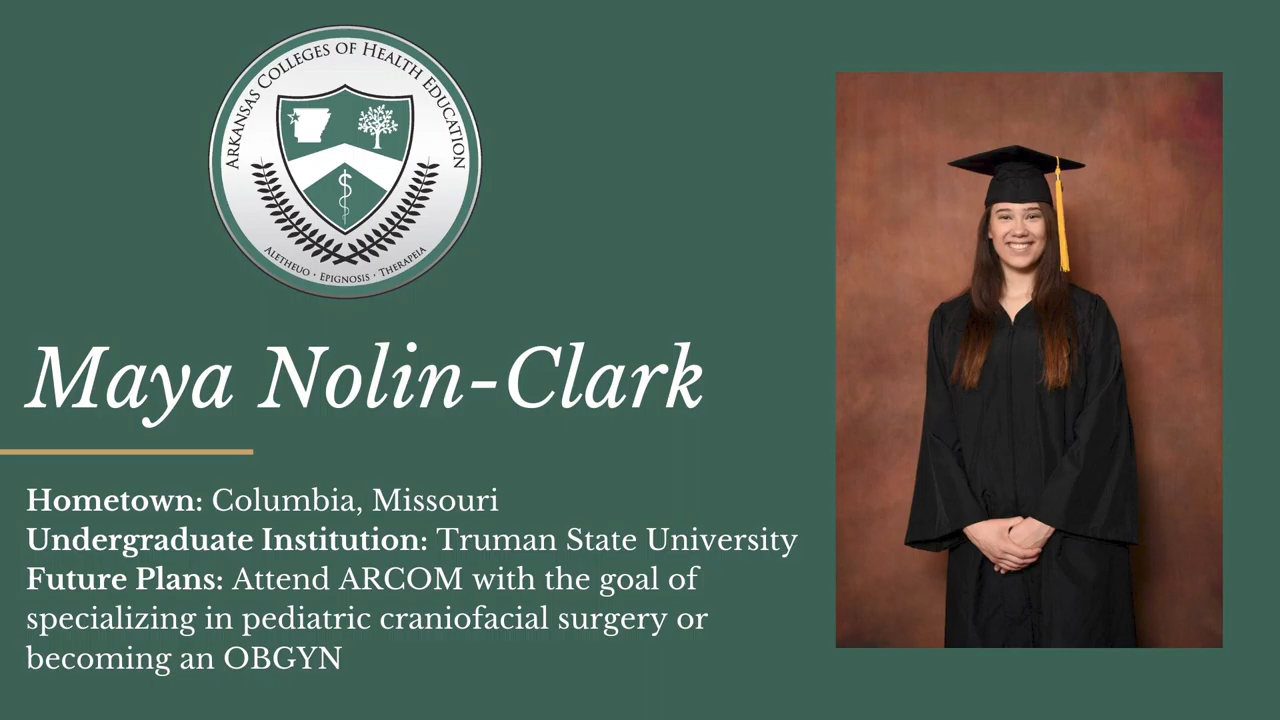 ARKANSAS COLLEGES OF HEALTH EDUCATION
ALETHEUO · EPIGNOSIS · THERAPEIA
Maya Nolin-Clark
Hometown: Columbia, Missouri
Undergraduate Institution: Truman State University
Future Plans: Attend ARCOM with the goal of
specializing in pediatric craniofacial surgery or
becoming an OBGYN